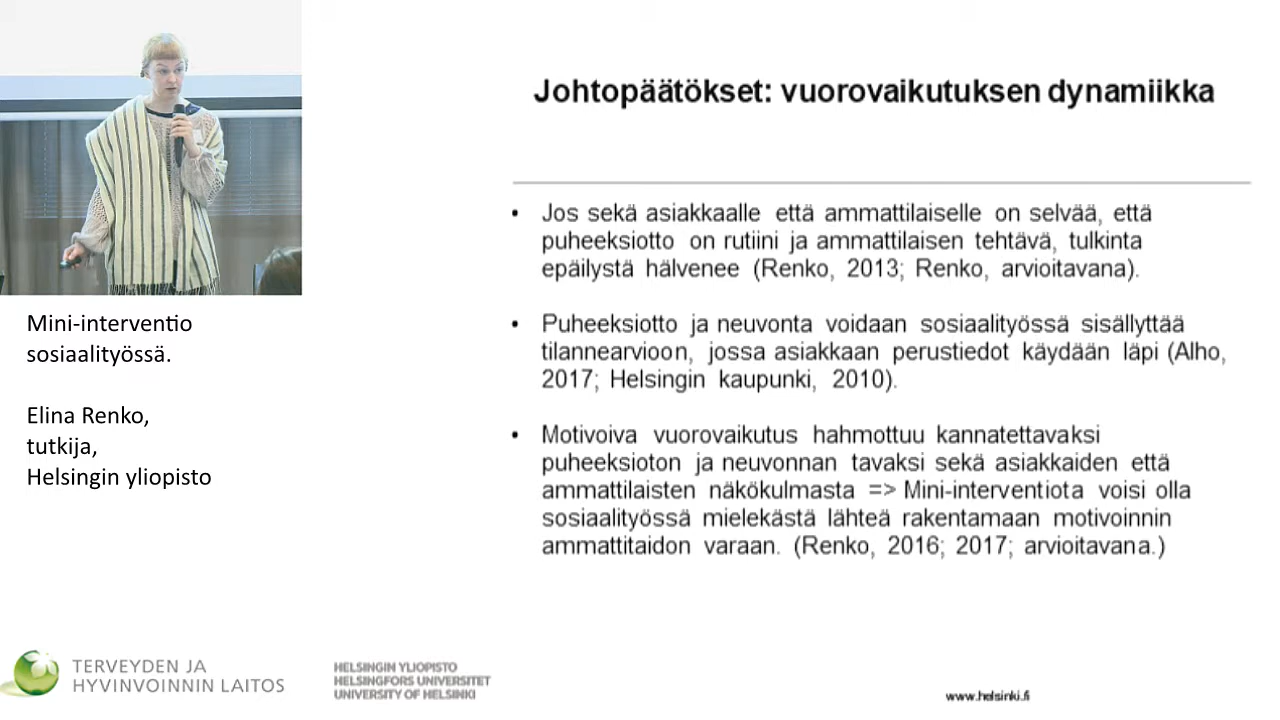 Johtopäätökset: vuorovaikutuksen dynamiikka
• Jos sekä asiakkaalle että ammattilaiselle on selvää, että
puheeksiotto on rutiini ja ammattilaisen tehtävä, tulkinta
epäilystä hälvenee (Renko, 2013; Renko, arvioitavana).
• Puheeksiotto ja neuvonta voidaan sosiaalityössä sisällyttää
tilannearvioon, jossa asiakkaan perustiedot käydään läpi (Alho,
2017; Helsingin kaupunki, 2010).
• Motivoiva vuorovaikutus hahmottuu kannatettavaksi
puheeksioton ja neuvonnan tavaksi sekä asiakkaiden että
ammattilaisten näkökulmasta => Mini-interventiota voisi olla
sosiaalityössä mielekästä lähteä rakentamaan motivoinnin
ammattitaidon varaan. (Renko, 2016; 2017; arvioitavana.)
Mini-interventio
sosiaalityössä.
Elina Renko,
tutkija,
Helsingin yliopisto
TERVEYDEN JA
HYVINVOINNIN LAITOS
HELSINGIN YLIOPISTO
HELSINGFORS UNIVERSITET
UNIVERSITY OF HELSINKI
www.helsinki.fi